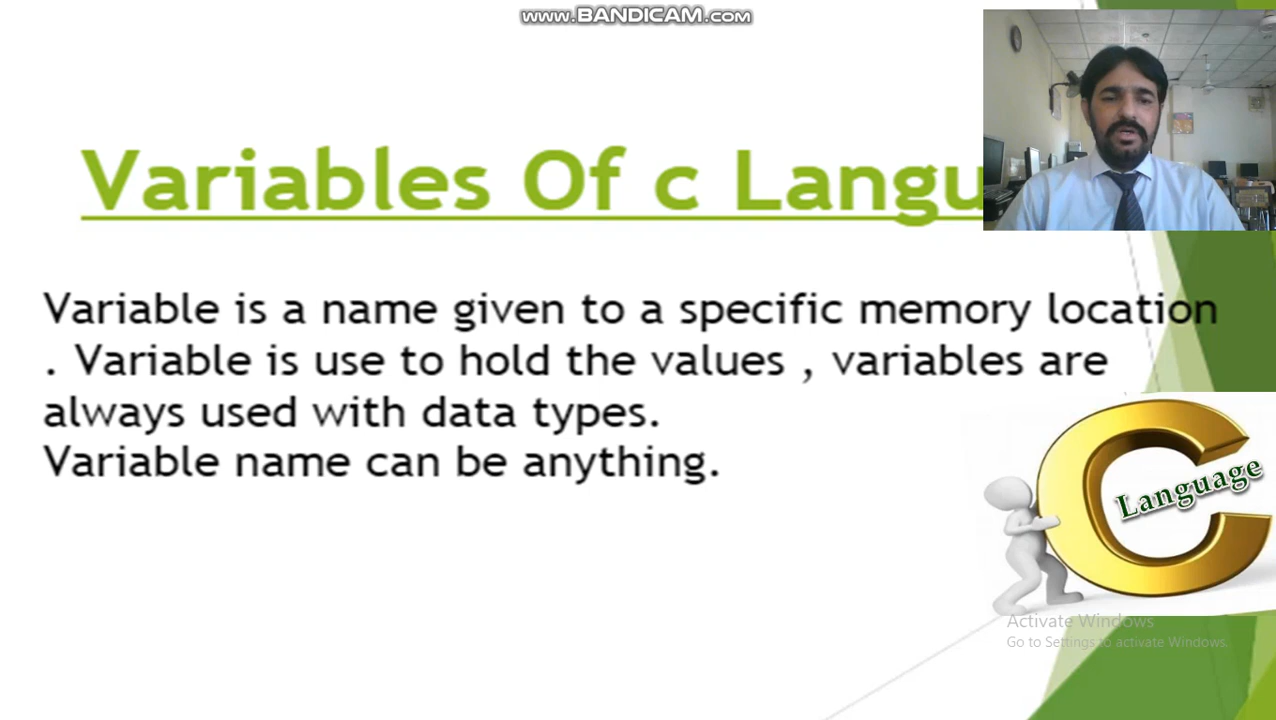 www.BANDICAM.com
Variables Of c Langu
Variable is a name given to a specific memory location
. Variable is use to hold the values , variables are
always used with data types.
Variable name can be anything.
Language
Activate Windows
Go to Settings to activate Windows.